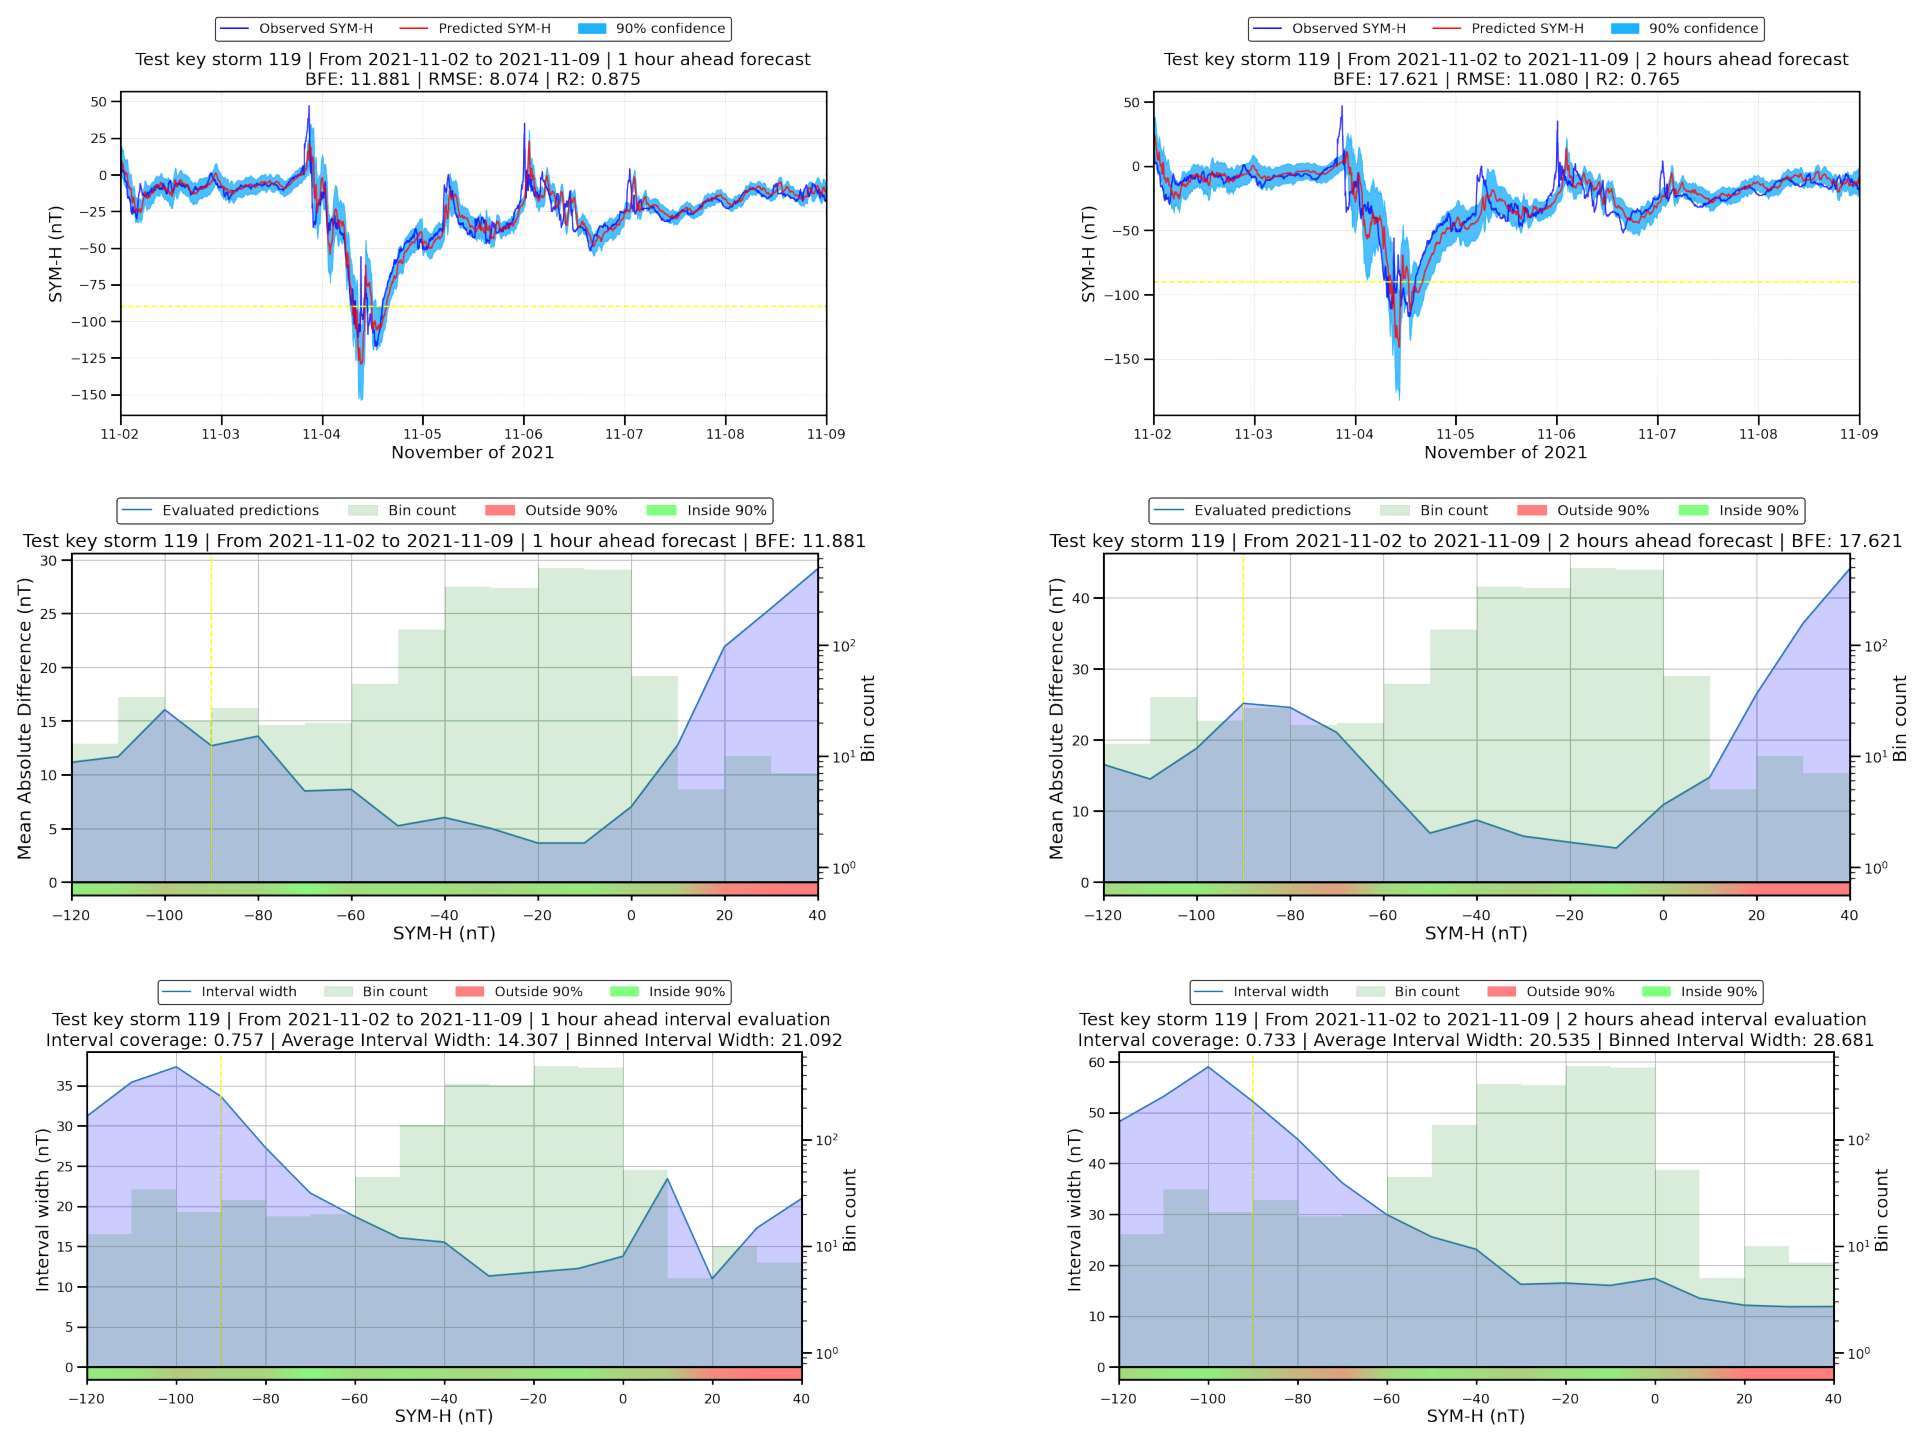 Observed SYM-H Predicted SYM-H 90% confidence
Test key storm 119 | From 2021-11-02 to 2021-11-09 | 1 hour ahead forecast
BFE: 11.881 | RMSE: 8.074 | R2: 0.875
50
25
0
−25
−50
−75
−100
−125
−150
SYM-H (nT)
11-02 11-03 11-04 11-05 11-06 11-07 11-08 11-09
November of 2021
Observed SYM-H Predicted SYM-H 90% confidence
Test key storm 119 | From 2021-11-02 to 2021-11-09 | 2 hours ahead forecast
BFE: 17.621 | RMSE: 11.080 | R2: 0.765
50
0
−50
−100
−150
SYM-H (nT)
11-02 11-03 11-04 11-05 11-06 11-07 11-08 11-09
November of 2021
Evaluated predictions Bin count Outside 90% Inside 90%
Test key storm 119 | From 2021-11-02 to 2021-11-09 | 1 hour ahead forecast | BFE: 11.881
30
25
20
15
10
5
0
Mean Absolute Difference (nT)
10²
10¹
10⁰
Bin count
−120 −100 −80 −60 −40 −20 0 20 40
SYM-H (nT)
Evaluated predictions Bin count Outside 90% Inside 90%
Test key storm 119 | From 2021-11-02 to 2021-11-09 | 2 hours ahead forecast | BFE: 17.621
40
30
20
10
0
Mean Absolute Difference (nT)
10²
10¹
10⁰
Bin count
−120 −100 −80 −60 −40 −20 0 20 40
SYM-H (nT)
Interval width Bin count Outside 90% Inside 90%
Test key storm 119 | From 2021-11-02 to 2021-11-09 | 1 hour ahead interval evaluation
Interval coverage: 0.757 | Average Interval Width: 14.307 | Binned Interval Width: 21.092
35
30
25
20
15
10
5
0
Interval width (nT)
10²
10¹
10⁰
Bin count
−120 −100 −80 −60 −40 −20 0 20 40
SYM-H (nT)
Interval width Bin count Outside 90% Inside 90%
Test key storm 119 | From 2021-11-02 to 2021-11-09 | 2 hours ahead interval evaluation
Interval coverage: 0.733 | Average Interval Width: 20.535 | Binned Interval Width: 28.681
60
50
40
30
20
10
0
Interval width (nT)
10²
10¹
10⁰
Bin count
−120 −100 −80 −60 −40 −20 0 20 40
SYM-H (nT)